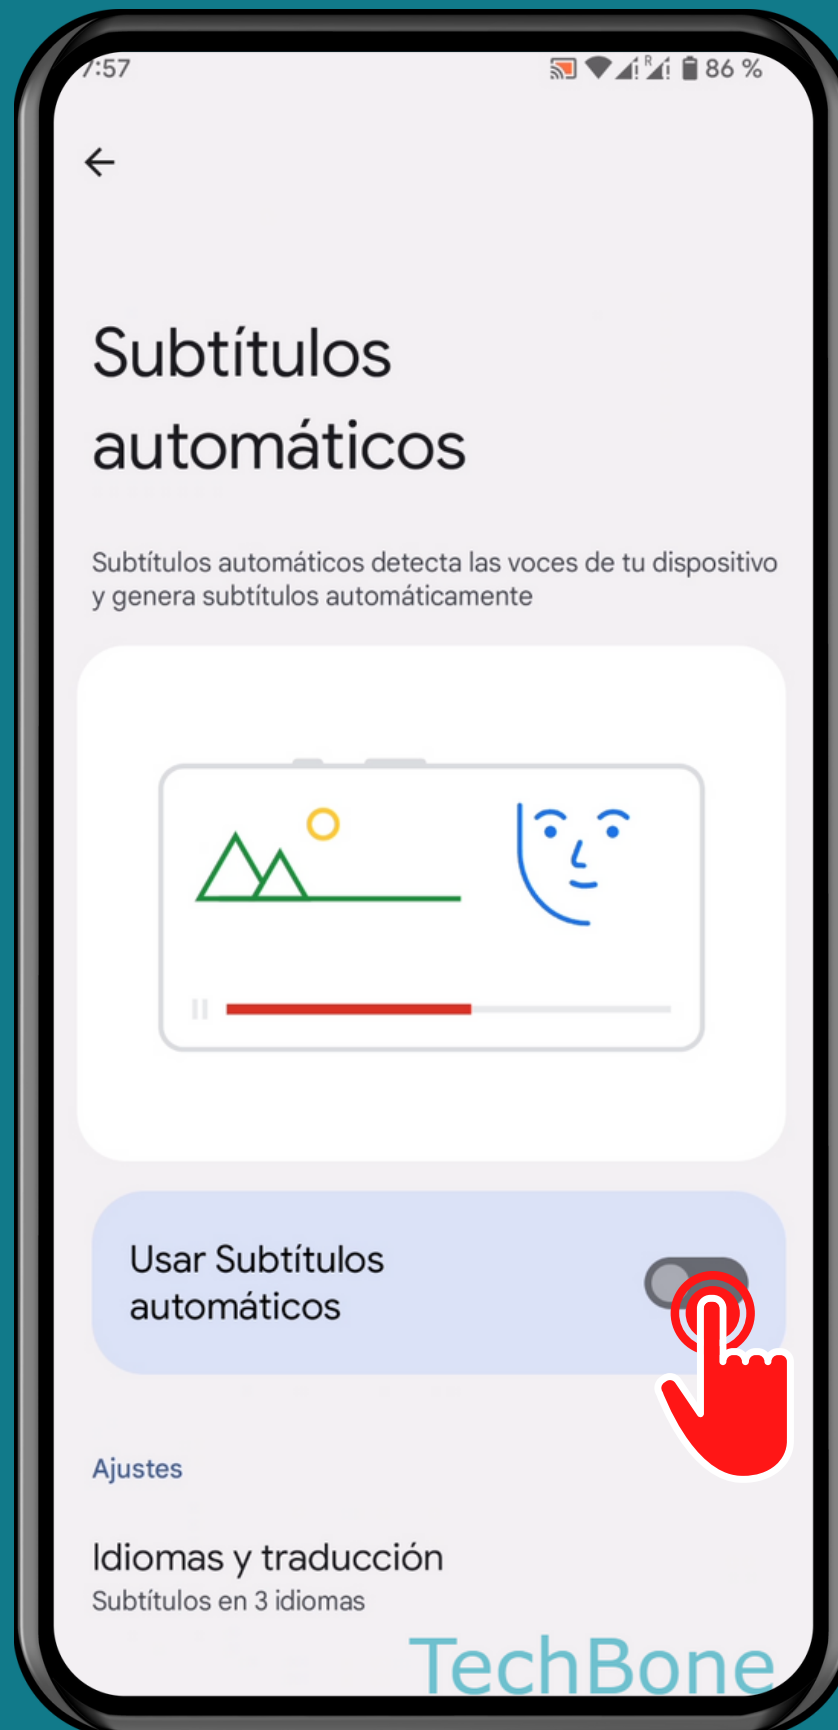 7:57
R
86 %
Subtítulos
automáticos
Subtítulos automáticos detecta las voces de tu dispositivo
y genera subtítulos automáticamente
Usar Subtítulos
automáticos
Ajustes
Idiomas y traducción
Subtítulos en 3 idiomas
TechBone